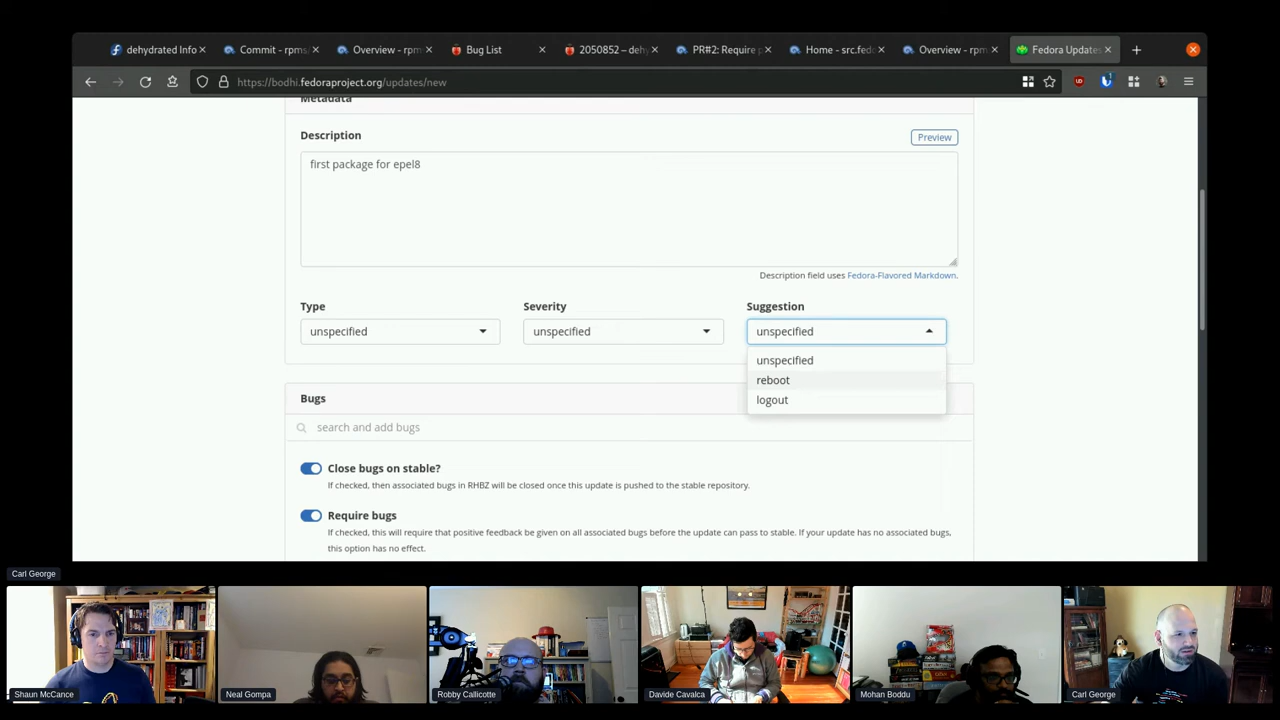 dehydrated Info
Commit - rpms/
Overview - rpm
Bug List
2050852 – dehy
PR#2: Require p
Home - src.fedo
Overview - rpm
Fedora Updates
https://bodhi.fedoraproject.org/updates/new
Metadata
Description
Preview
first package for epel8
Description field uses Fedora-Flavored Markdown.
Type
Severity
Suggestion
unspecified
unspecified
unspecified
unspecified
reboot
logout
Bugs
search and add bugs
Close bugs on stable?
If checked, then associated bugs in RHBZ will be closed once this update is pushed to the stable repository.
Require bugs
If checked, this will require that positive feedback be given on all associated bugs before the update can pass to stable. If your update has no associated bugs,
this option has no effect.
Carl George
Shaun McCance
Neal Gompa
Robby Callicotte
Davide Cavalca
Mohan Boddu
Carl George